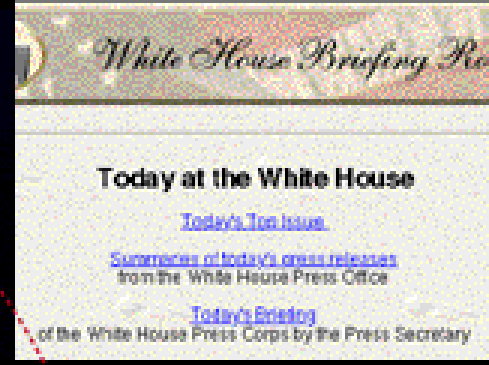 White House Briefing Ro
Today at the White House
Today's Top Issue.
Summaries of today's press releases
from the White House Press Office
Today's Briefing
of the White House Press Corps by the Press Secretary